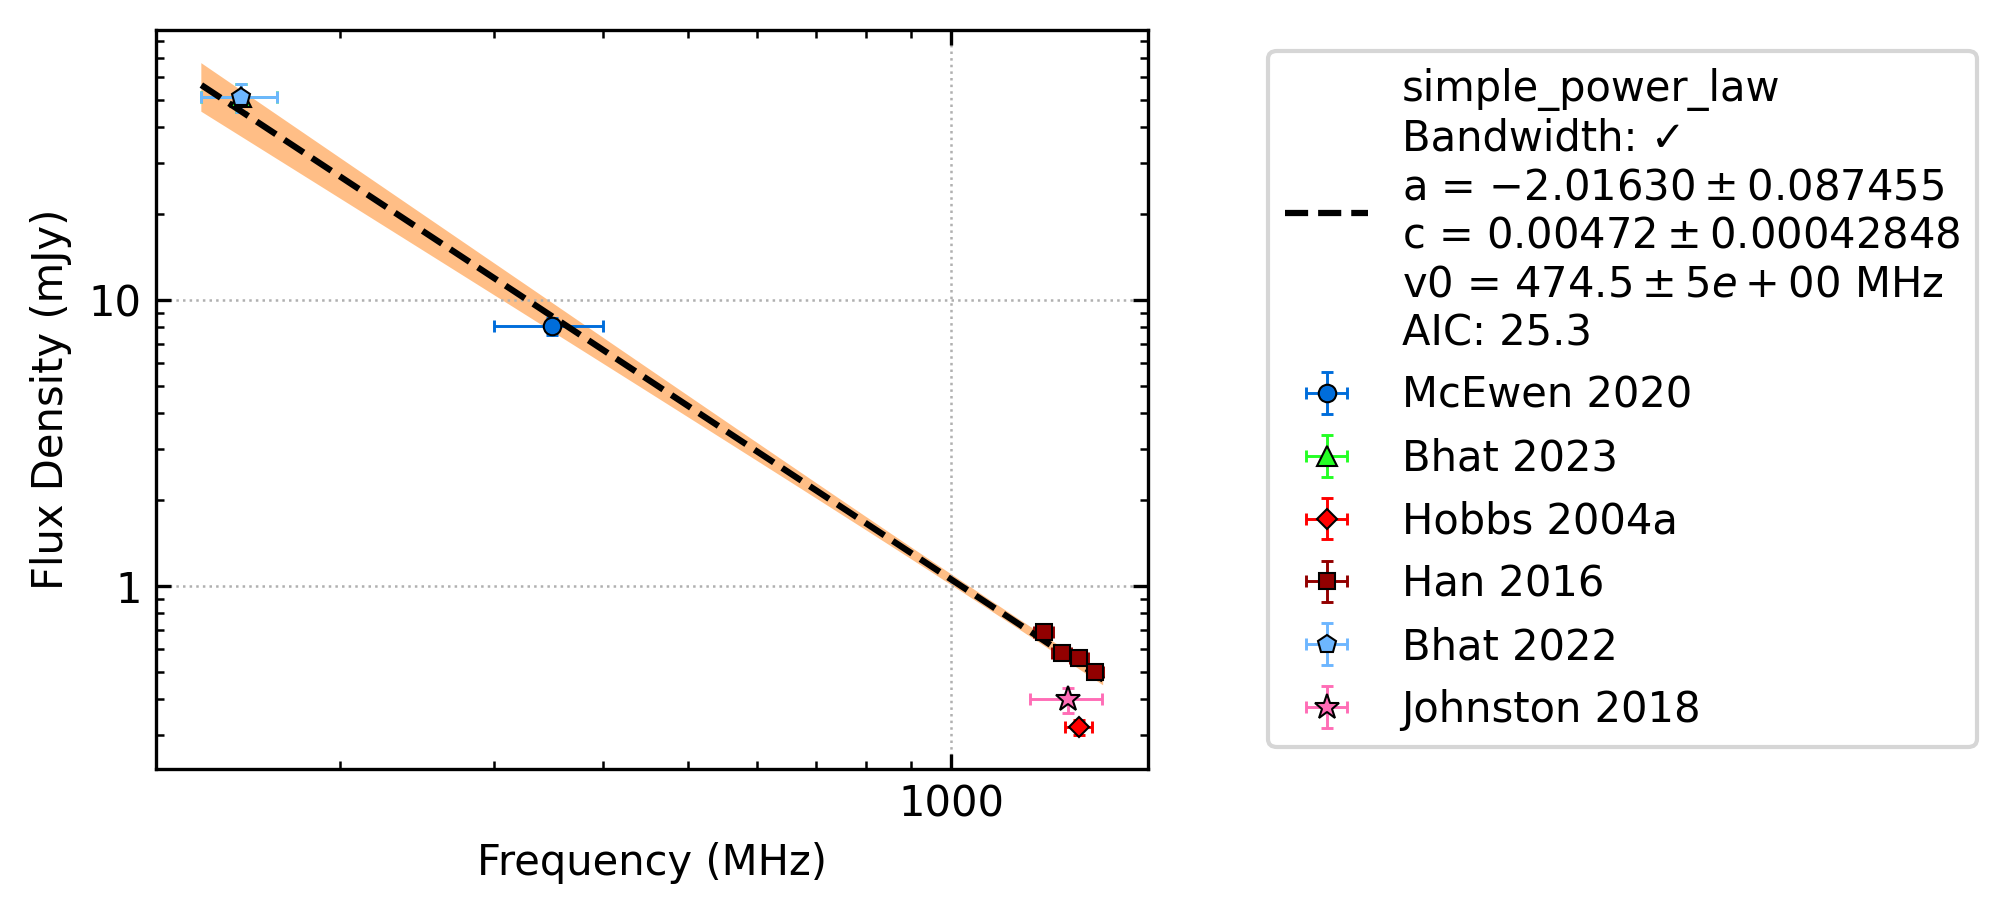 simple_power_law
Bandwidth: ✓
a = −2.01630 ± 0.087455
c = 0.00472 ± 0.00042848
v0 = 474.5 ± 5e + 00 MHz
AIC: 25.3
McEwen 2020
Bhat 2023
Hobbs 2004a
Han 2016
Bhat 2022
Johnston 2018
Flux Density (mJy)
10
1
1000
Frequency (MHz)